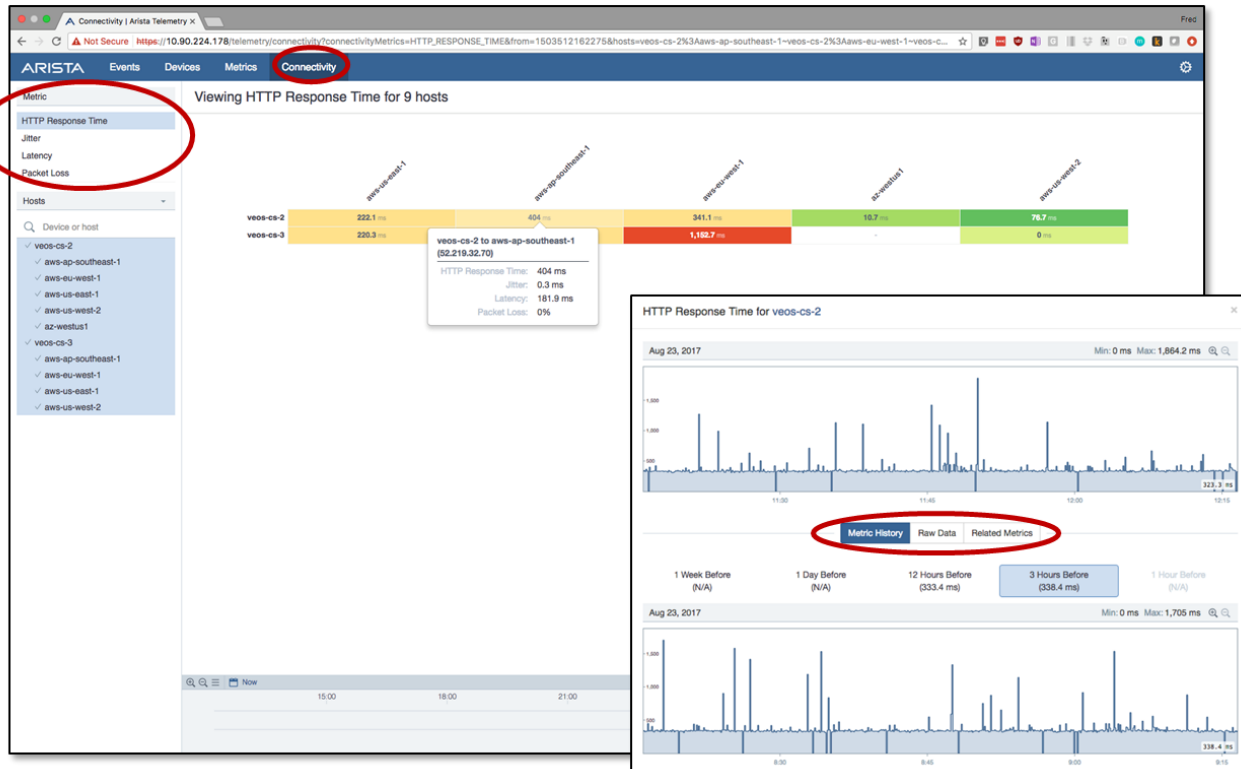 Connectivity | Arista Telemetry ×
Fred
Not Secure https://10.90.224.178/telemetry/connectivity?connectivityMetrics=HTTP_RESPONSE_TIME&from=1503512162275&hosts=veos-cs-2%3Aaws-ap-southeast-1~veos-cs-2%3Aaws-eu-west-1~veos-c...
ARISTA Events Devices Metrics Connectivity
Metric
HTTP Response Time
Jitter
Latency
Packet Loss
Hosts
Device or host
veos-cs-2
aws-ap-southeast-1
aws-eu-west-1
aws-us-east-1
aws-us-west-2
az-westus1
veos-cs-3
aws-ap-southeast-1
aws-eu-west-1
aws-us-east-1
aws-us-west-2
Viewing HTTP Response Time for 9 hosts
aws-us-east-1 aws-ap-southeast-1 aws-eu-west-1 az-westus1 aws-us-west-2
veos-cs-2 222.1 ms 404 ms 341.1 ms 10.7 ms 76.7 ms
veos-cs-3 220.3 ms 1,152.7 ms - 0 ms
veos-cs-2 to aws-ap-southeast-1
(52.219.32.70)
HTTP Response Time: 404 ms
Jitter: 0.3 ms
Latency: 181.9 ms
Packet Loss: 0%
Now
15:00 18:00 21:00
HTTP Response Time for veos-cs-2 ×
Aug 23, 2017 Min: 0 ms Max: 1,864.2 ms
1,500
1,000
500
323.3 ms
11:30 11:45 12:00 12:15
Metric History Raw Data Related Metrics
1 Week Before 1 Day Before 12 Hours Before 3 Hours Before 1 Hour Before
(N/A) (N/A) (333.4 ms) (338.4 ms) (N/A)
Aug 23, 2017 Min: 0 ms Max: 1,705 ms
1,500
1,000
500
338.4 ms
8:30 8:45 9:00 9:15